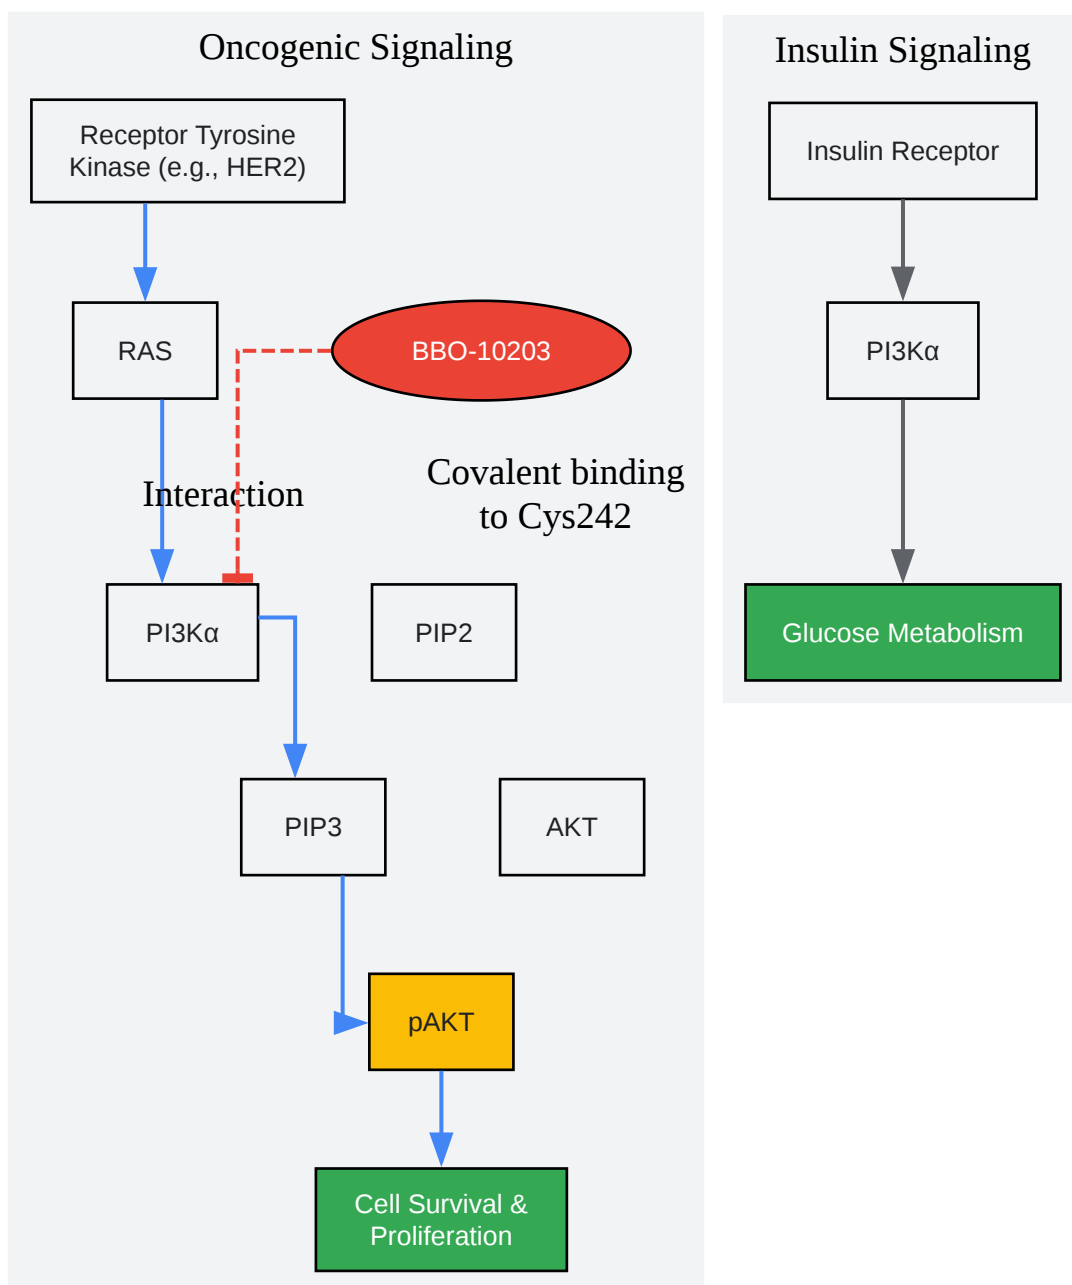 Oncogenic Signaling
Receptor Tyrosine
Kinase (e.g., HER2)
RAS
BBO-10203
Interaction
Covalent binding
to Cys242
PI3Kα
PIP2
PIP3
AKT
pAKT
Cell Survival &
Proliferation
Insulin Signaling
Insulin Receptor
PI3Kα
Glucose Metabolism